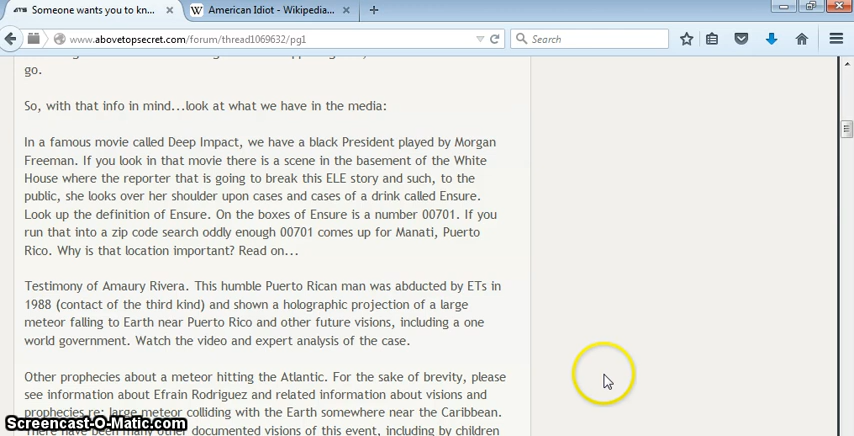 Someone wants you to kn...
American Idiot - Wikipedia...
www.abovetopsecret.com/forum/thread1069632/pg1
Search
go.
So, with that info in mind...look at what we have in the media:
In a famous movie called Deep Impact, we have a black President played by Morgan
Freeman. If you look in that movie there is a scene in the basement of the White
House where the reporter that is going to break this ELE story and such, to the
public, she looks over her shoulder upon cases and cases of a drink called Ensure.
Look up the definition of Ensure. On the boxes of Ensure is a number 00701. If you
run that into a zip code search oddly enough 00701 comes up for Manati, Puerto
Rico. Why is that location important? Read on...
Testimony of Amaury Rivera. This humble Puerto Rican man was abducted by ETs in
1988 (contact of the third kind) and shown a holographic projection of a large
meteor falling to Earth near Puerto Rico and other future visions, including a one
world government. Watch the video and expert analysis of the case.
Other prophecies about a meteor hitting the Atlantic. For the sake of brevity, please
see information about Efrain Rodriguez and related information about visions and
prophecies re: large meteor colliding with the Earth somewhere near the Caribbean.
There have been many other documented visions of this event, including by children
Screencast-O-Matic.com